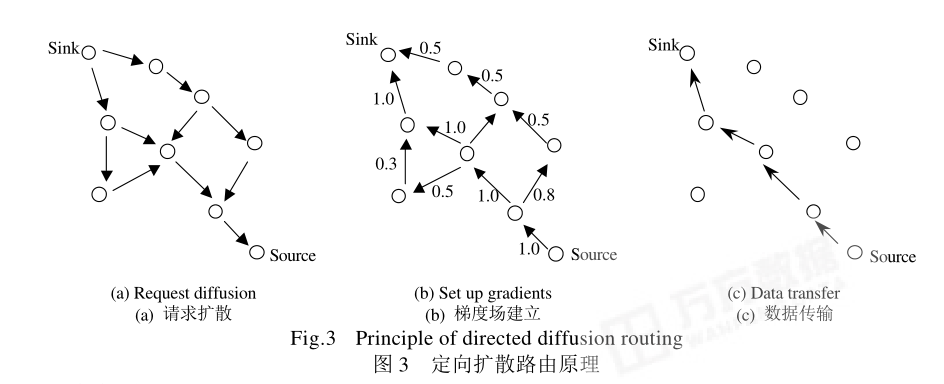 Sink
Sink
Sink
0.5
0.5
1.0
1.0
0.5
0.3
0.5
1.0
0.8
1.0
Source
Source
Source
(a) Request diffusion
(b) Set up gradients
(c) Data transfer
(a) 请求扩散
(b) 梯度场建立
(c) 数据传输
Fig.3 Principle of directed diffusion routing
图 3 定向扩散路由原理
万方数据